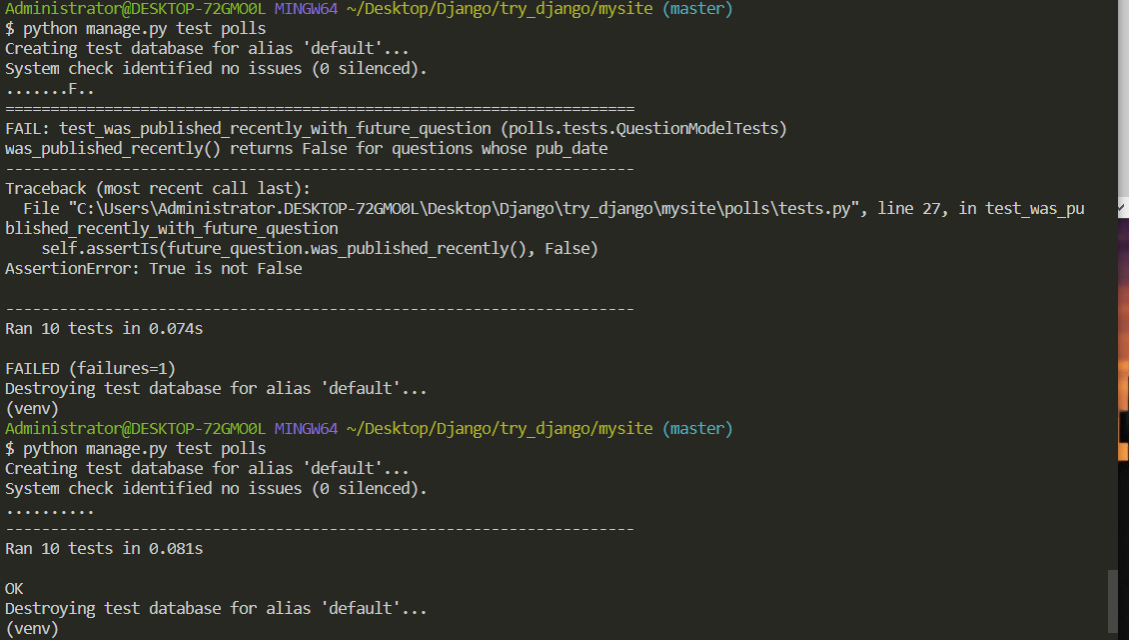 Administrator@DESKTOP-72GMO0L MINGW64 ~/Desktop/Django/try_django/mysite (master)
$ python manage.py test polls
Creating test database for alias 'default'...
System check identified no issues (0 silenced).
.......F..
======================================================================
FAIL: test_was_published_recently_with_future_question (polls.tests.QuestionModelTests)
was_published_recently() returns False for questions whose pub_date
----------------------------------------------------------------------
Traceback (most recent call last):
  File "C:\Users\Administrator.DESKTOP-72GMO0L\Desktop\Django\try_django\mysite\polls\tests.py", line 27, in test_was_pu
blished_recently_with_future_question
    self.assertIs(future_question.was_published_recently(), False)
AssertionError: True is not False

----------------------------------------------------------------------
Ran 10 tests in 0.074s

FAILED (failures=1)
Destroying test database for alias 'default'...
(venv)
Administrator@DESKTOP-72GMO0L MINGW64 ~/Desktop/Django/try_django/mysite (master)
$ python manage.py test polls
Creating test database for alias 'default'...
System check identified no issues (0 silenced).
..........
----------------------------------------------------------------------
Ran 10 tests in 0.081s

OK
Destroying test database for alias 'default'...
(venv)